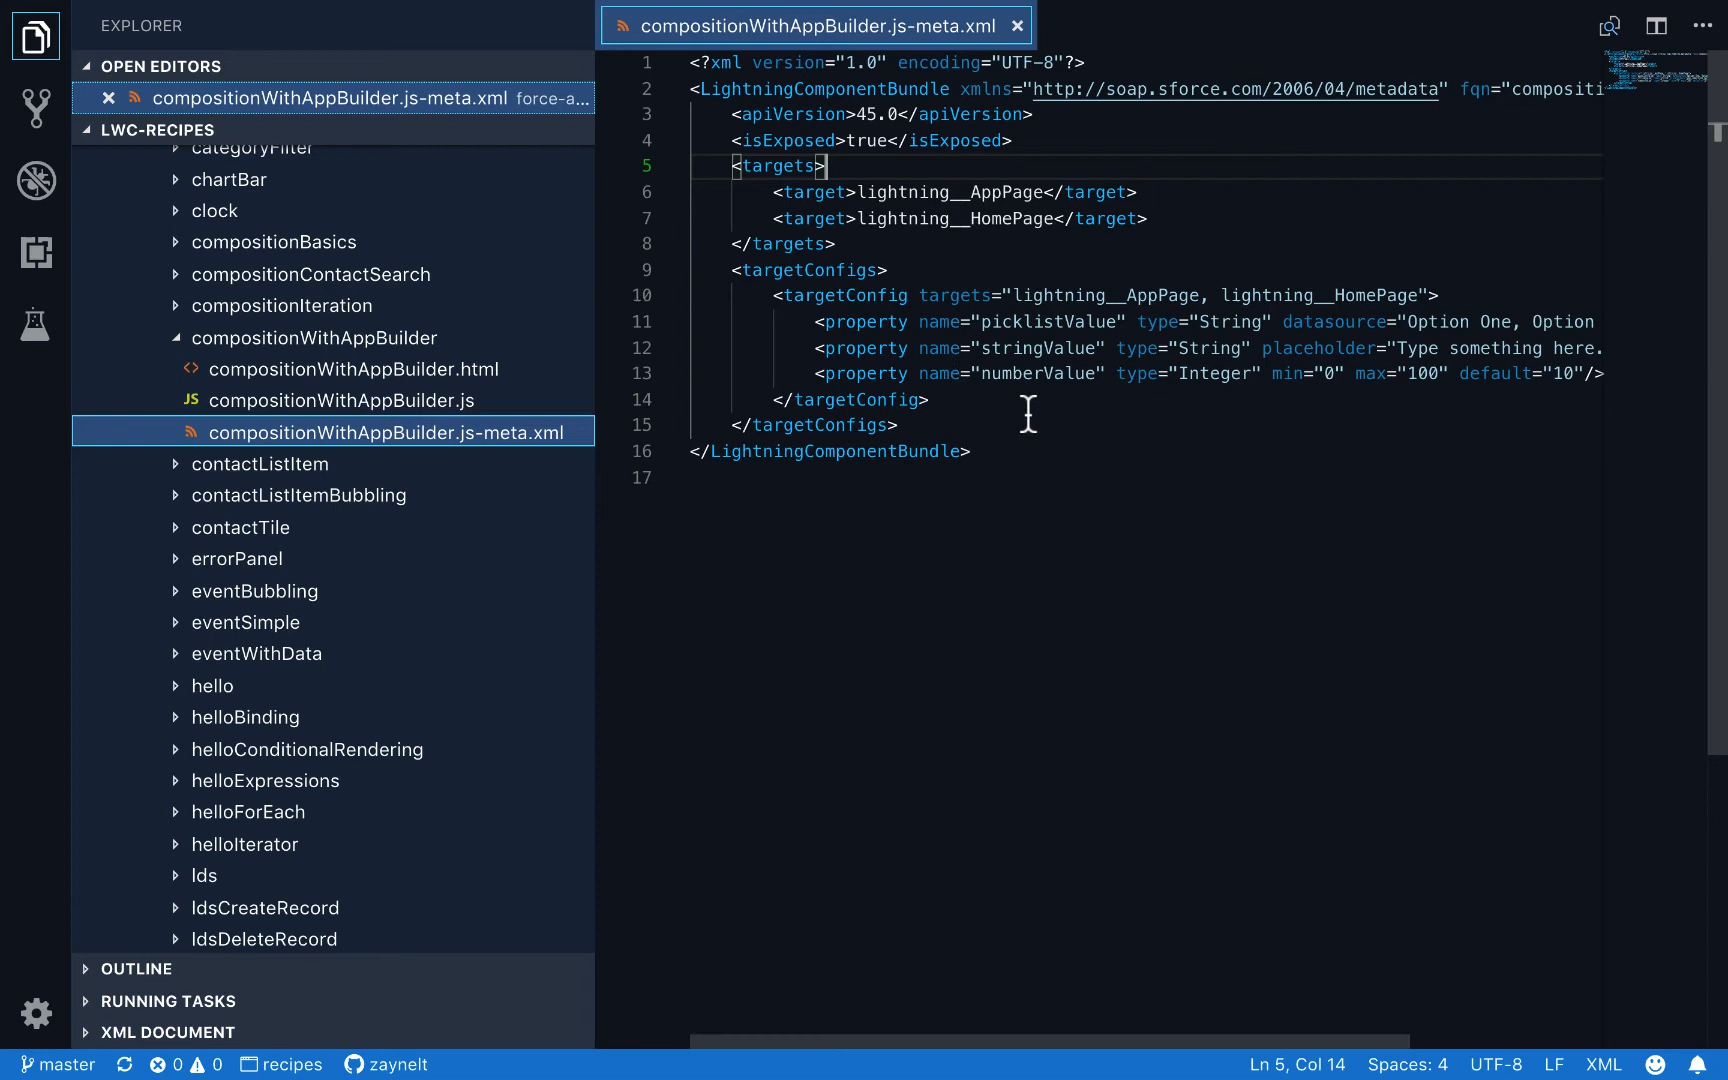 EXPLORER
OPEN EDITORS
compositionWithAppBuilder.js-meta.xml force-a...
LWC-RECIPES
categoryFilter
chartBar
clock
compositionBasics
compositionContactSearch
compositionIteration
compositionWithAppBuilder
<> compositionWithAppBuilder.html
JS compositionWithAppBuilder.js
compositionWithAppBuilder.js-meta.xml
contactListItem
contactListItemBubbling
contactTile
errorPanel
eventBubbling
eventSimple
eventWithData
hello
helloBinding
helloConditionalRendering
helloExpressions
helloForEach
helloIterator
lds
ldsCreateRecord
ldsDeleteRecord
OUTLINE
RUNNING TASKS
XML DOCUMENT
compositionWithAppBuilder.js-meta.xml
1 <?xml version="1.0" encoding="UTF-8"?>
2 <LightningComponentBundle xmlns="http://soap.sforce.com/2006/04/metadata" fqn="compositi
3 <apiVersion>45.0</apiVersion>
4 <isExposed>true</isExposed>
5 <targets>
6 <target>lightning__AppPage</target>
7 <target>lightning__HomePage</target>
8 </targets>
9 <targetConfigs>
10 <targetConfig targets="lightning__AppPage, lightning__HomePage">
11 <property name="picklistValue" type="String" datasource="Option One, Option
12 <property name="stringValue" type="String" placeholder="Type something here.
13 <property name="numberValue" type="Integer" min="0" max="100" default="10"/>
14 </targetConfig>
15 </targetConfigs>
16 </LightningComponentBundle>
17
master 0 0 recipes zaynelt Ln 5, Col 14 Spaces: 4 UTF-8 LF XML